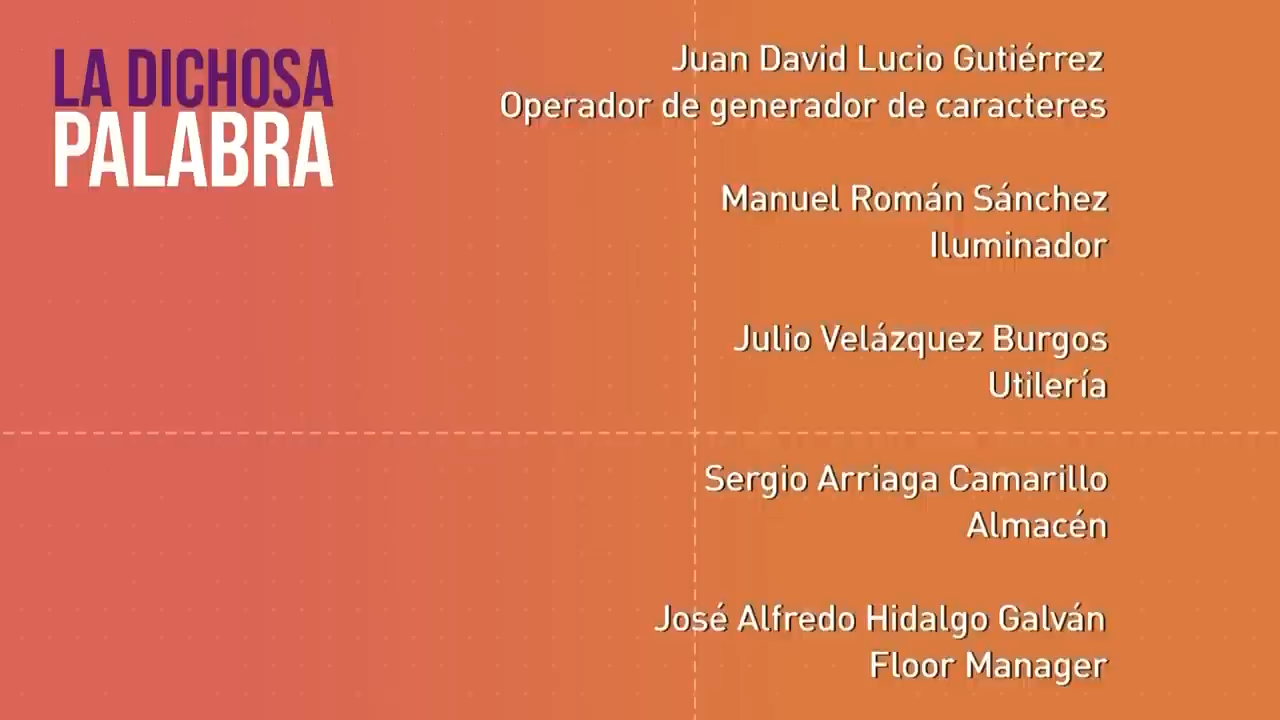 LA DICHOSA
PALABRA
Juan David Lucio Gutiérrez
Operador de generador de caracteres
Manuel Román Sánchez
Iluminador
Julio Velázquez Burgos
Utilería
Sergio Arriaga Camarillo
Almacén
José Alfredo Hidalgo Galván
Floor Manager